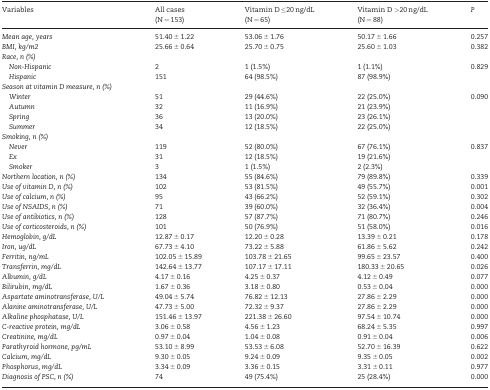 Variables All cases Vitamin D ≤20 ng/dL Vitamin D >20 ng/dL P
(N = 153) (N = 65) (N = 88)
Mean age, years 51.40 ± 1.22 53.06 ± 1.76 50.17 ± 1.66 0.257
BMI, kg/m2 25.66 ± 0.64 25.70 ± 0.75 25.60 ± 1.03 0.382
Race, n (%)
Non-Hispanic 2 1 (1.5%) 1 (1.1%) 0.829
Hispanic 151 64 (98.5%) 87 (98.9%)
Season at vitamin D measure, n (%)
Winter 51 29 (44.6%) 22 (25.0%) 0.090
Autumn 32 11 (16.9%) 21 (23.9%)
Spring 36 13 (20.0%) 23 (26.1%)
Summer 34 12 (18.5%) 22 (25.0%)
Smoking, n (%)
Never 119 52 (80.0%) 67 (76.1%) 0.837
Ex 31 12 (18.5%) 19 (21.6%)
Smoker 3 1 (1.5%) 2 (2.3%)
Northern location, n (%) 134 55 (84.6%) 79 (89.8%) 0.339
Use of vitamin D, n (%) 102 53 (81.5%) 49 (55.7%) 0.001
Use of calcium, n (%) 95 43 (66.2%) 52 (59.1%) 0.302
Use of NSAIDS, n (%) 71 39 (60.0%) 32 (36.4%) 0.004
Use of antibiotics, n (%) 128 57 (87.7%) 71 (80.7%) 0.246
Use of corticosteroids, n (%) 101 50 (76.9%) 51 (58.0%) 0.016
Hemoglobin, g/dL 12.87 ± 0.17 12.20 ± 0.28 13.39 ± 0.21 0.178
Iron, ug/dL 67.73 ± 4.10 73.22 ± 5.88 61.86 ± 5.62 0.242
Ferritin, ng/mL 102.05 ± 15.89 103.78 ± 21.65 99.65 ± 23.57 0.400
Transferrin, mg/dL 142.64 ± 13.77 107.17 ± 17.11 180.33 ± 20.65 0.026
Albumin, g/dL 4.17 ± 0.16 4.25 ± 0.37 4.12 ± 0.49 0.077
Bilirubin, mg/dL 1.67 ± 0.36 3.18 ± 0.80 0.53 ± 0.04 0.000
Aspartate aminotransferase, U/L 49.04 ± 5.74 76.82 ± 12.13 27.86 ± 2.29 0.000
Alanine aminotransferase, U/L 47.73 ± 5.00 72.32 ± 9.37 27.86 ± 2.29 0.000
Alkaline phosphatase, U/L 151.46 ± 13.97 221.38 ± 26.60 97.54 ± 10.74 0.000
C-reactive protein, mg/dL 3.06 ± 0.58 4.56 ± 1.23 68.24 ± 5.35 0.997
Creatinine, mg/dL 0.97 ± 0.04 1.04 ± 0.08 0.91 ± 0.04 0.006
Parathyroid hormone, pg/mL 53.10 ± 8.99 53.53 ± 6.08 52.70 ± 16.39 0.622
Calcium, mg/dL 9.30 ± 0.05 9.24 ± 0.09 9.35 ± 0.05 0.002
Phosphorus, mg/dL 3.34 ± 0.09 3.36 ± 0.15 3.31 ± 0.11 0.977
Diagnosis of PSC, n (%) 74 49 (75.4%) 25 (28.4%) 0.000